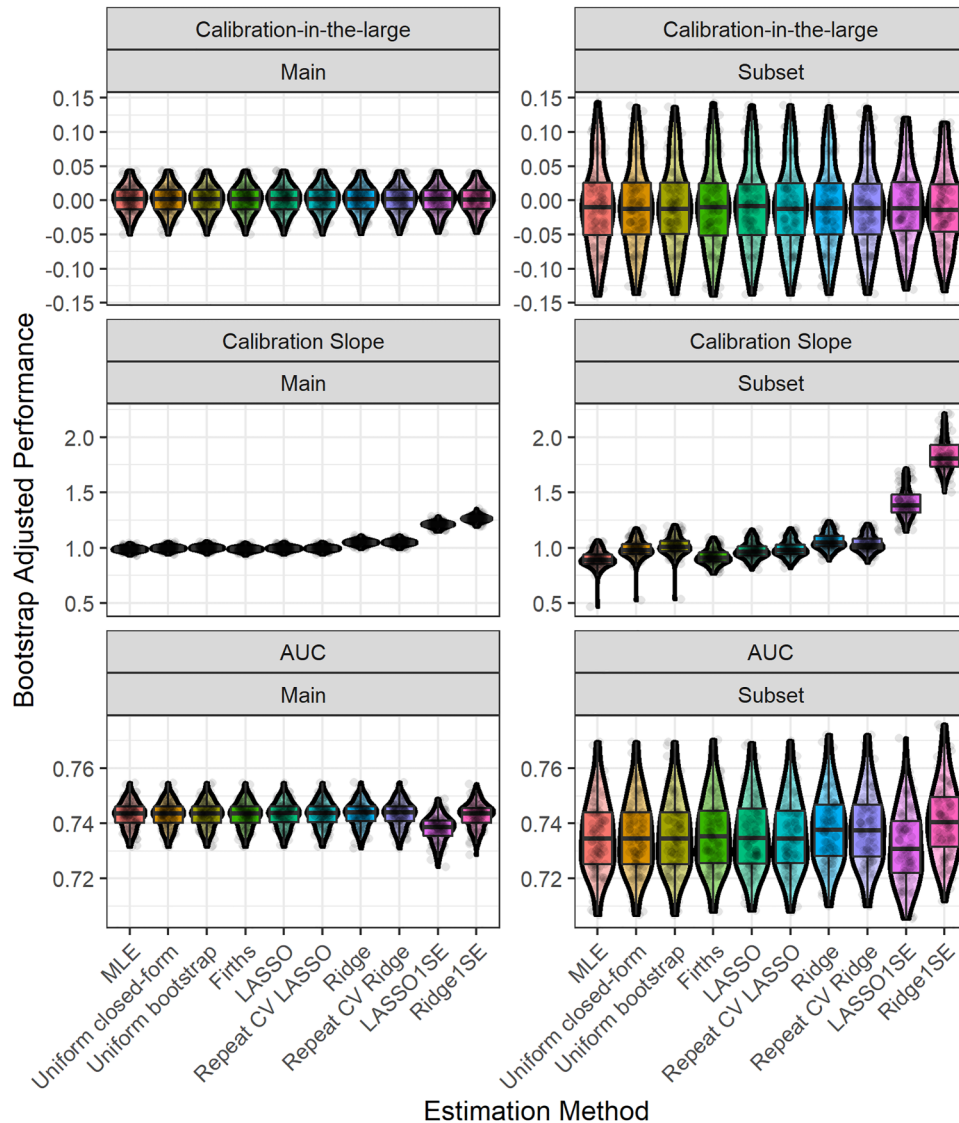 Calibration-in-the-large
Calibration-in-the-large
Main
Subset
0.15
0.10
0.05
0.00
-0.05
-0.10
-0.15
0.15
0.10
0.05
0.00
-0.05
-0.10
-0.15
Calibration Slope
Calibration Slope
Main
Subset
2.0
1.5
1.0
0.5
2.0
1.5
1.0
0.5
AUC
AUC
Main
Subset
0.76
0.74
0.72
0.76
0.74
0.72
Bootstrap Adjusted Performance
MLE
Uniform closed-form
Uniform bootstrap
Firths
LASSO
Repeat CV LASSO
Ridge
Repeat CV Ridge
LASSO1SE
Ridge1SE
MLE
Uniform closed-form
Uniform bootstrap
Firths
LASSO
Repeat CV LASSO
Ridge
Repeat CV Ridge
LASSO1SE
Ridge1SE
Estimation Method